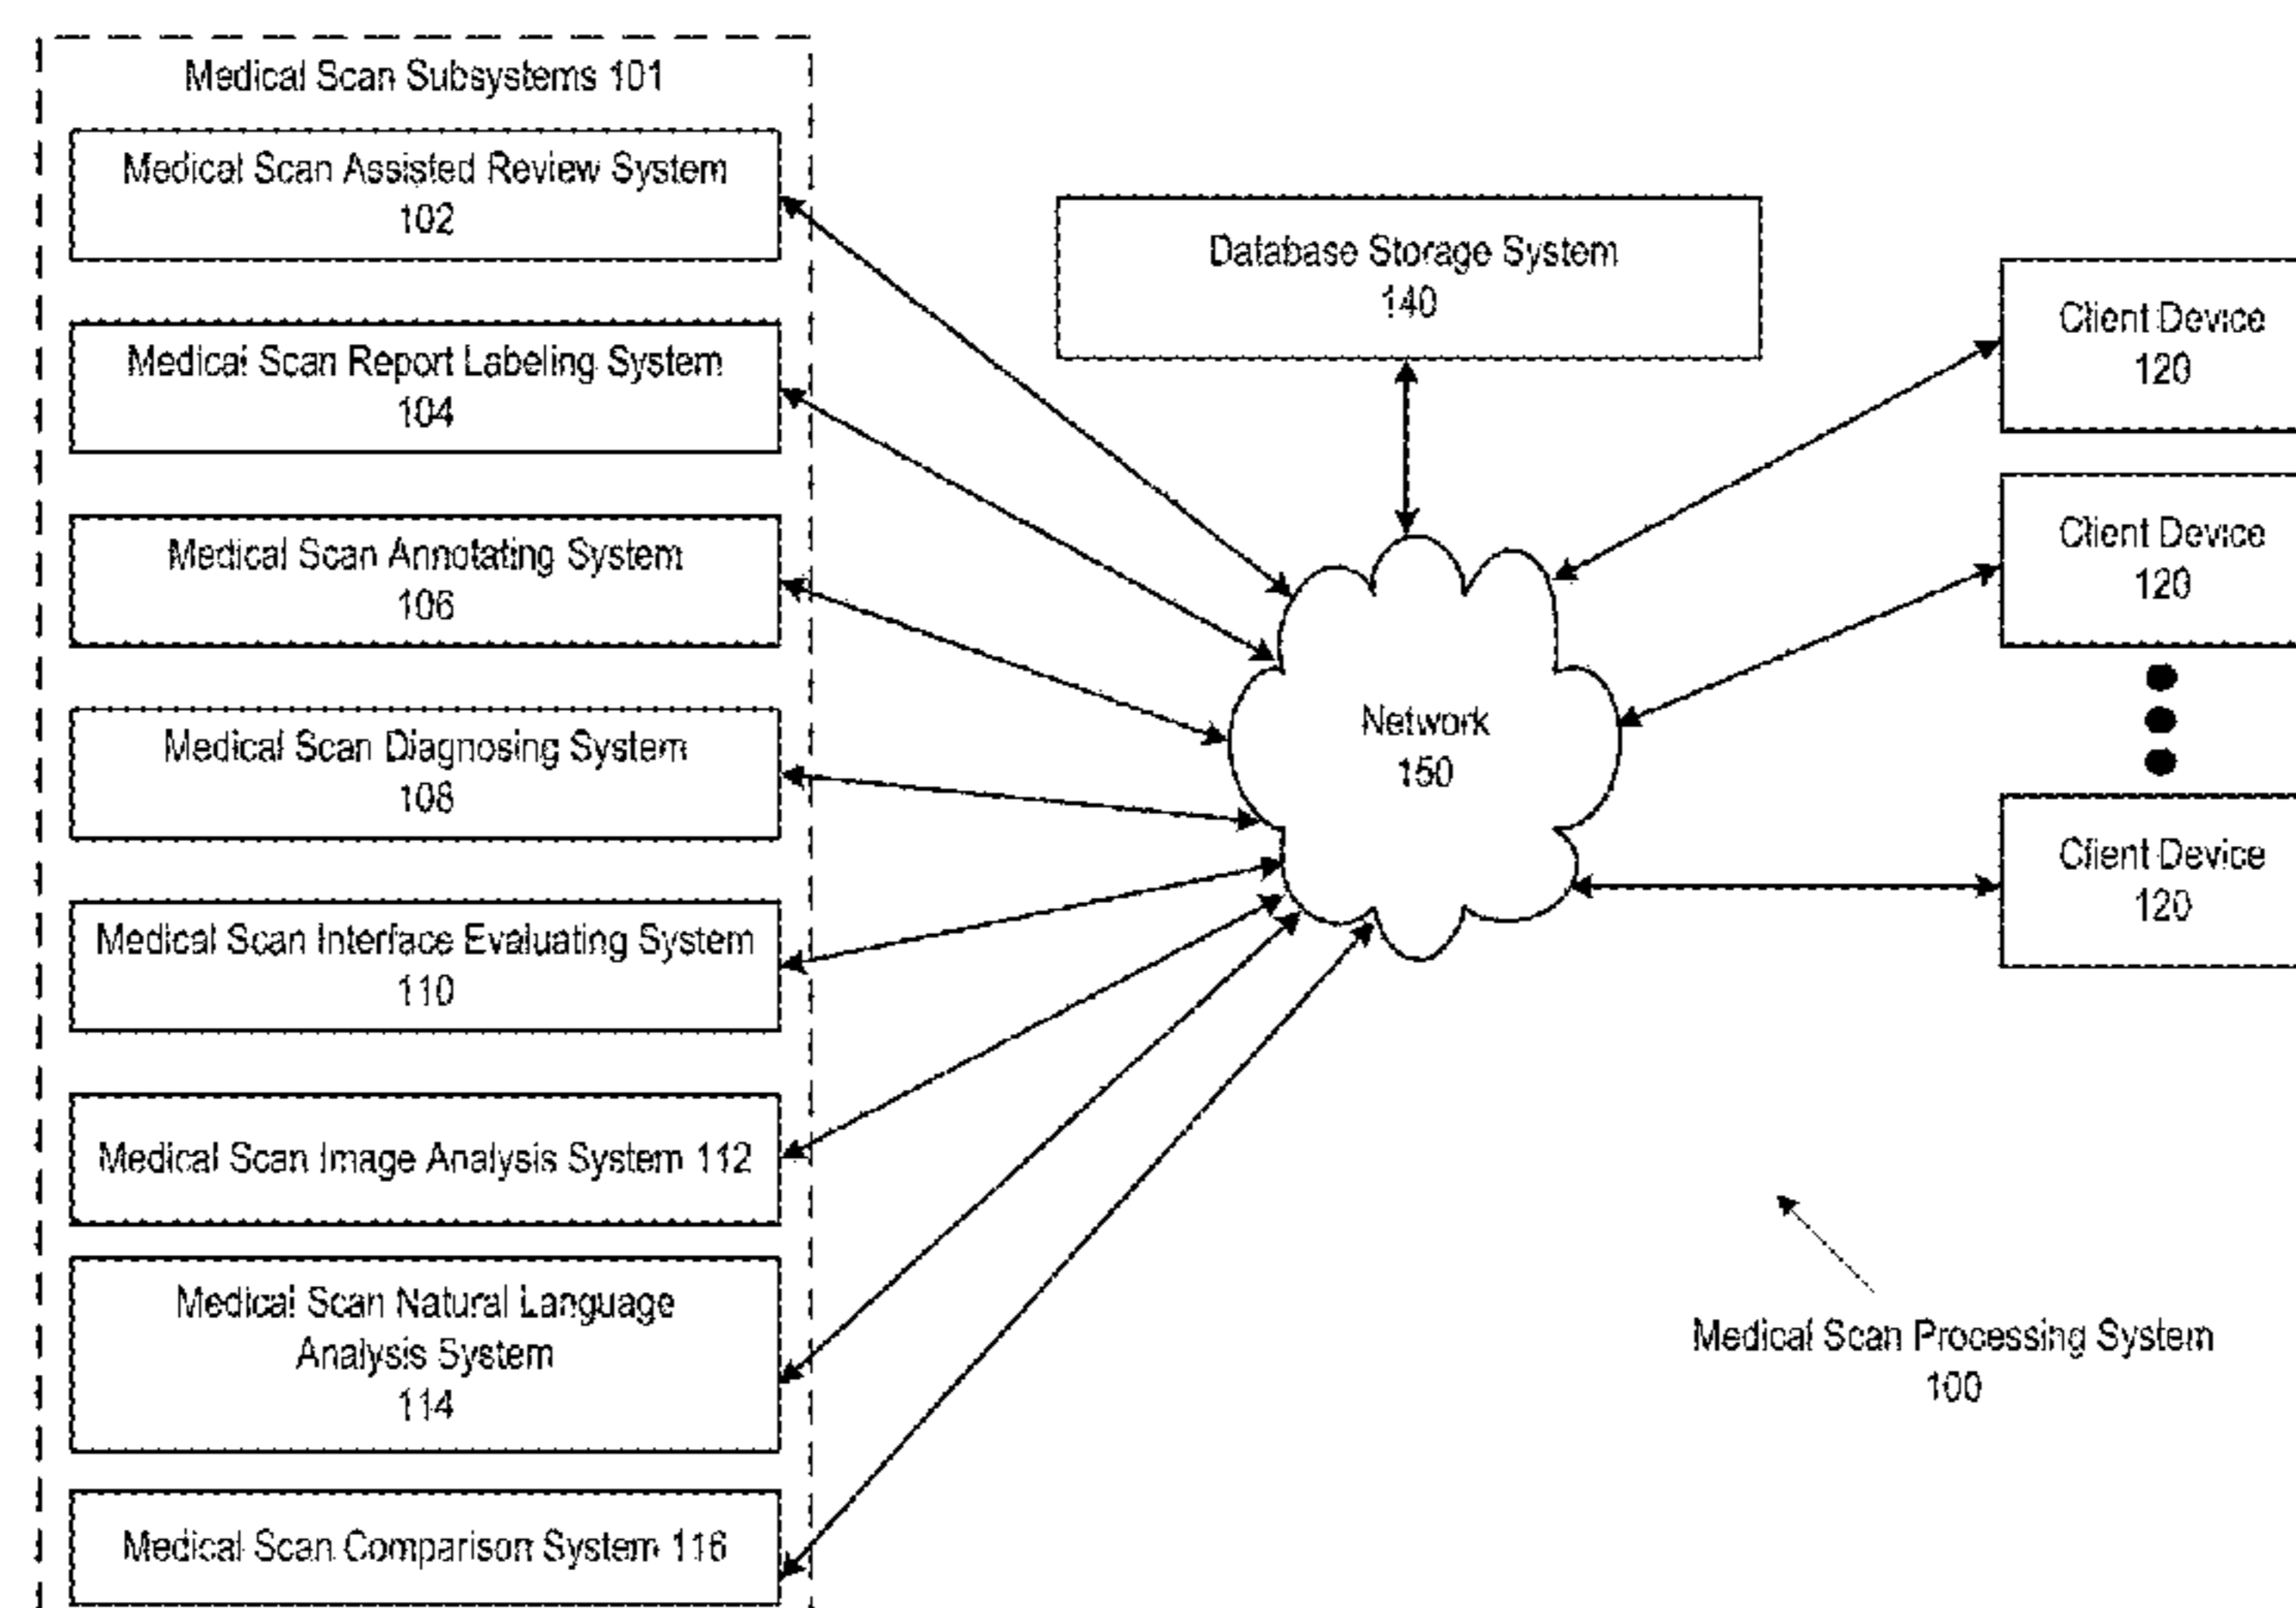 Medical Scan Subsystems 101
Medical Scan Assisted Review System
102
Medical Scan Report Labeling System
104
Medical Scan Annotating System
106
Medical Scan Diagnosing System
108
Medical Scan Interface Evaluating System
110
Medical Scan Image Analysis System 112
Medical Scan Natural Language
Analysis System
114
Medical Scan Comparison System 116
Database Storage System
140
Network
150
Client Device
120
Client Device
120
Client Device
120
Medical Scan Processing System
100